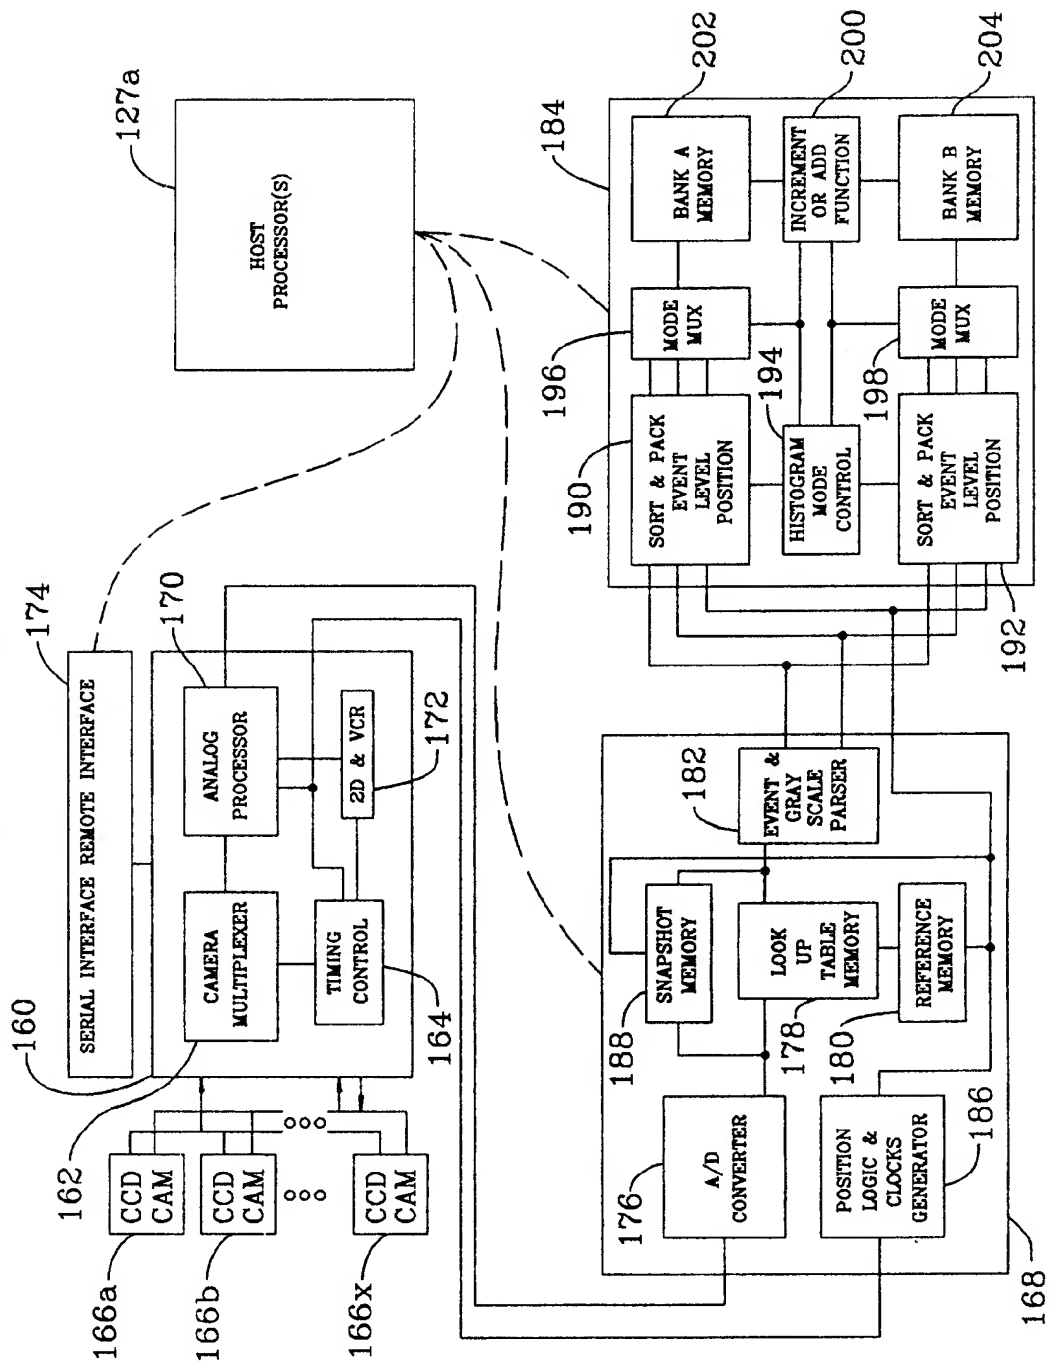 174
SERIAL INTERFACE REMOTE INTERFACE
160
170
ANALOG
PROCESSOR
CAMERA
MULTIPLEXER
162
2D & VCR
172
TIMING
CONTROL
164
CCD
CAM
166a
CCD
CAM
166b
○○○
○○○
CCD
CAM
166x
127a
HOST
PROCESSOR(S)
176
A/D
CONVERTER
188
SNAPSHOT
MEMORY
LOOK
UP
TABLE
MEMORY
178
182
EVENT &
GRAY
SCALE
PARSER
180
REFERENCE
MEMORY
POSITION
LOGIC &
CLOCKS
GENERATOR
186
168
184
190
SORT & PACK
EVENT
LEVEL
POSITION
196
MODE
MUX
BANK A
MEMORY
202
194
HISTOGRAM
MODE
CONTROL
INCREMENT
OR ADD
FUNCTION
200
198
SORT & PACK
EVENT
LEVEL
POSITION
192
MODE
MUX
BANK B
MEMORY
204